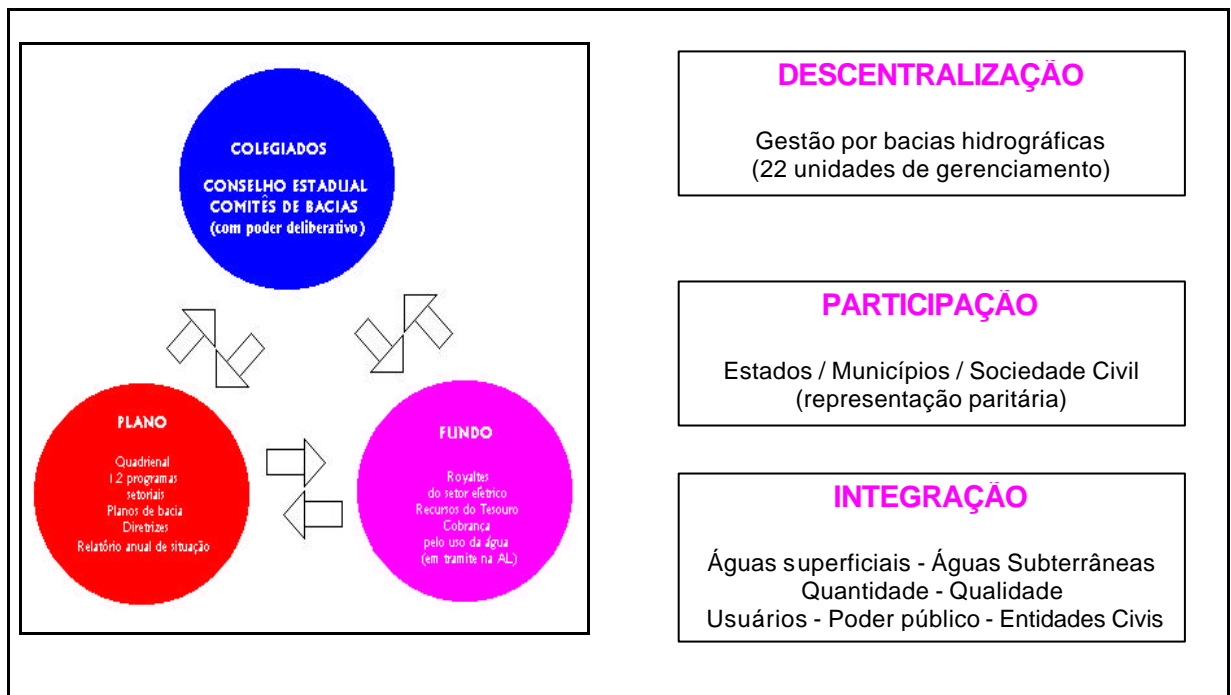 COLEGIADOS
CONSELHO ESTADUAL
COMITÊS DE BACIAS
(com poder deliberativo)
PLANO
Quadrienal
12 programas
setoriais
Planos de bacia
Diretrizes
Relatório anual de situação
FUNDO
Royaltes
do setor elétrico
Recursos do Tesouro
Cobrança
pelo uso da água
(em tramite na AL)
DESCENTRALIZAÇÃO
Gestão por bacias hidrográficas
(22 unidades de gerenciamento)
PARTICIPAÇÃO
Estados / Municípios / Sociedade Civil
(representação paritária)
INTEGRAÇÃO
Águas superficiais - Águas Subterrâneas
Quantidade - Qualidade
Usuários - Poder público - Entidades Civis